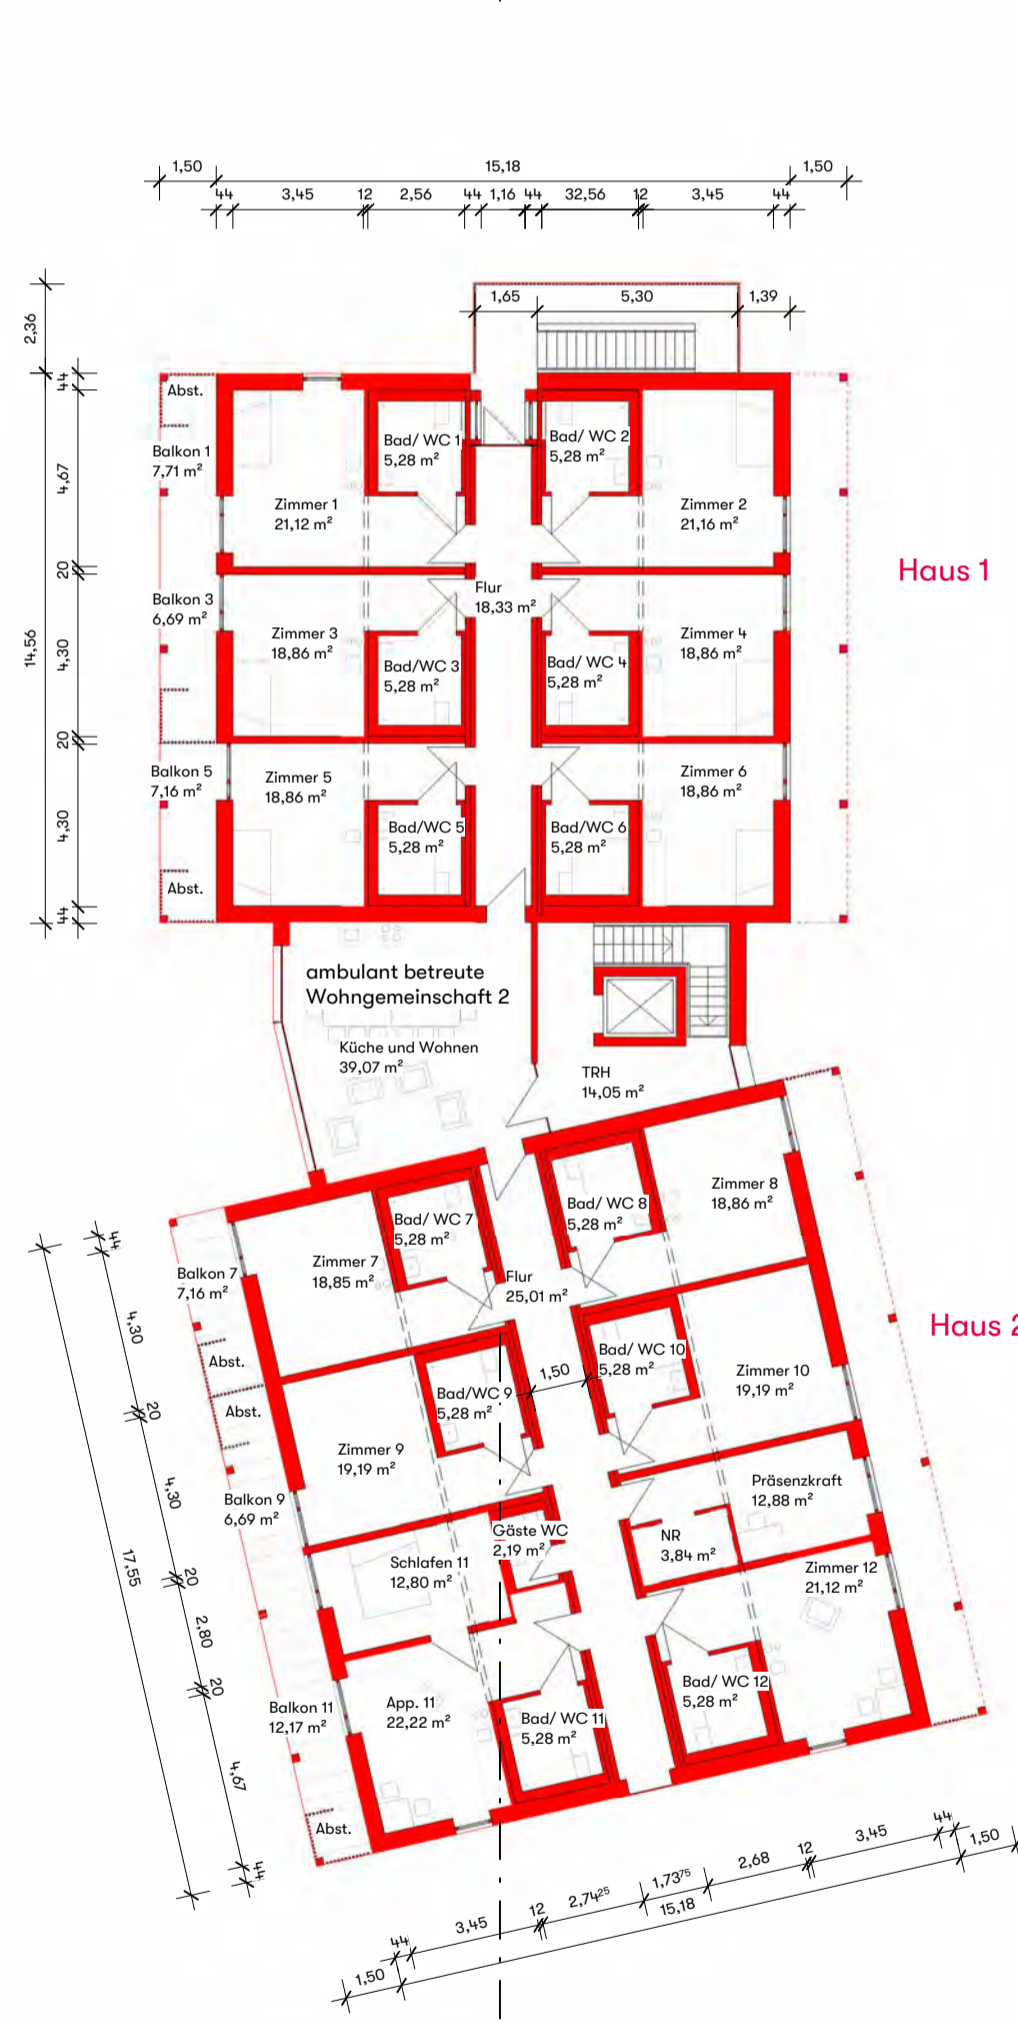 1,50 15,18 1,50
44 3,45 12 2,56 44 1,16 44 32,56 12 3,45 44
1,65 5,30 1,39
2,36
44
4,67
20
14,56
4,30
20
4,30
44
Abst.
Balkon 1
7,71 m²
Zimmer 1
21,12 m²
Bad/ WC 1
5,28 m²
Bad/ WC 2
5,28 m²
Zimmer 2
21,16 m²
Haus 1
Flur
18,33 m²
Balkon 3
6,69 m²
Zimmer 3
18,86 m²
Bad/WC 3
5,28 m²
Bad/ WC 4
5,28 m²
Zimmer 4
18,86 m²
Balkon 5
7,16 m²
Zimmer 5
18,86 m²
Bad/WC 5
5,28 m²
Bad/WC 6
5,28 m²
Zimmer 6
18,86 m²
Abst.
ambulant betreute
Wohngemeinschaft 2
Küche und Wohnen
39,07 m²
TRH
14,05 m²
Zimmer 8
18,86 m²
Bad/ WC 8
5,28 m²
Bad/ WC 7
5,28 m²
Zimmer 7
18,85 m²
Balkon 7
7,16 m²
Flur
25,01 m²
Haus 2
Abst.
Abst.
Bad/ WC 10
5,28 m²
1,50
Zimmer 10
19,19 m²
Bad/WC 9
5,28 m²
Zimmer 9
19,19 m²
Balkon 9
6,69 m²
Präsenzkraft
12,88 m²
Gäste WC
2,19 m²
NR
3,84 m²
Schlafen 11
12,80 m²
Zimmer 12
21,12 m²
Bad/ WC 12
5,28 m²
App. 11
22,22 m²
Balkon 11
12,17 m²
Bad/ WC 11
5,28 m²
Abst.
44
4,30
20
4,30
17,55
20
2,80
20
4,67
44
44 3,45 12 2,74²⁵ 1,73⁷⁵ 2,68 12 3,45 44
1,50 15,18 1,50